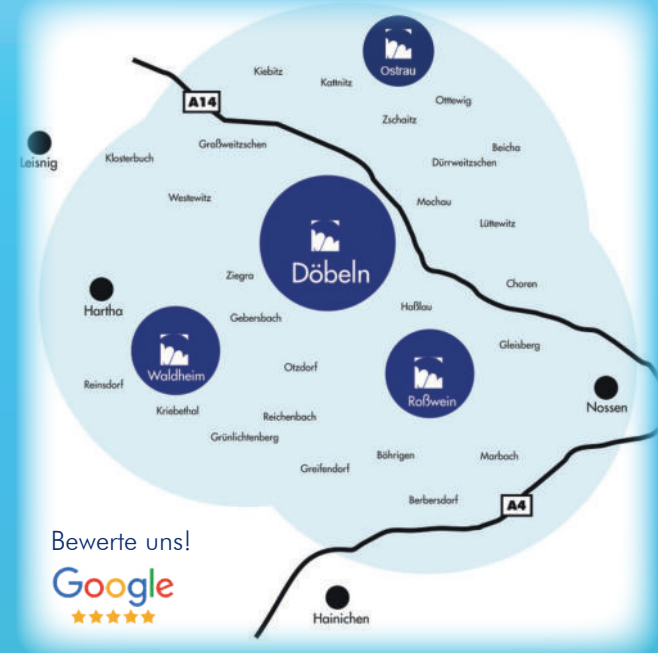 Ostrau
Kiebitz
Kattnitz
Otttewig
A14
Zschaitz
Leisnig
Klosterbuch
Großweitzschen
Beicha
Dürrweitzschen
Westewitz
Mochau
Lüttewitz
Döbeln
Ziegra
Choren
Hartha
Gebersbach
Haßlau
Gleisberg
Waldheim
Otzdorf
Roßwein
Reinsdorf
Nossen
Kriebethal
Reichenbach
Grünlichtenberg
Böhrigen
Marbach
Greifendorf
Berbersdorf
A4
Bewerte uns!
Google
Hainichen